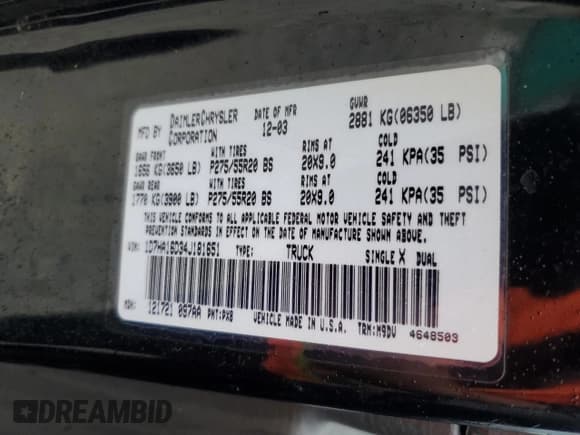 MFD BY DAIMLERCHRYSLER CORPORATION DATE OF MFR 12-03 GVWR 2881 KG(06350 LB)
GAWR FRONT WITH TIRES RIMS AT COLD
1656 KG(3650 LB) P275/55R20 BS 20X9.0 241 KPA(35 PSI)
GAWR REAR WITH TIRES RIMS AT COLD
1770 KG(3900 LB) P275/55R20 BS 20X9.0 241 KPA(35 PSI)
THIS VEHICLE CONFORMS TO ALL APPLICABLE FEDERAL MOTOR VEHICLE SAFETY AND THEFT
PREVENTION STANDARDS IN EFFECT ON THE DATE OF MANUFACTURE SHOWN ABOVE.
VIN: 1D7HA16D34J181651 TYPE: TRUCK SINGLE X DUAL
MDH: 121721 097AA PNT:PX8 VEHICLE MADE IN U.S.A. TRM:M9DV 4648503
DREAMBID